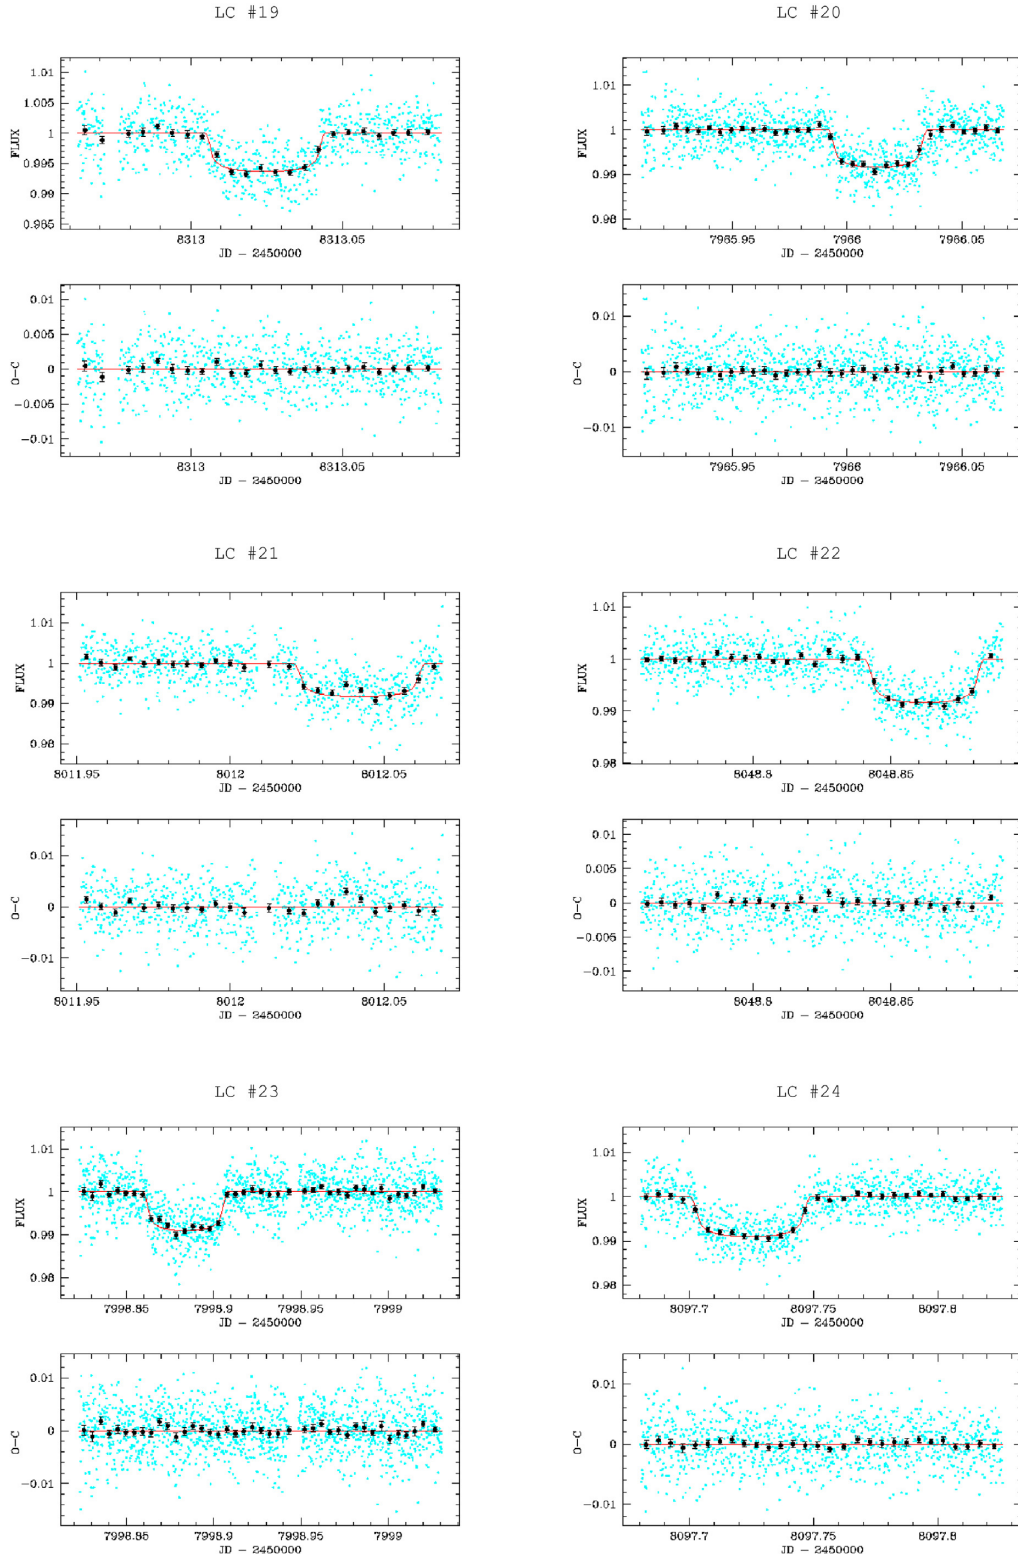 LC #19 LC #20
1.01
1.005
1
0.995
0.99
0.985
FLUX
8313 8313.05
JD − 2450000
1.01
1
0.99
0.98
FLUX
7965.95 7966 7966.05
JD − 2450000
0.01
0.005
0
−0.005
−0.01
O−C
8313 8313.05
JD − 2450000
0.01
0
−0.01
O−C
7965.95 7966 7966.05
JD − 2450000
LC #21 LC #22
1.01
1
0.99
0.98
FLUX
8011.95 8012 8012.05
JD − 2450000
1.01
1
0.99
0.98
FLUX
8048.8 8048.85
JD − 2450000
0.01
0
−0.01
O−C
8011.95 8012 8012.05
JD − 2450000
0.01
0.005
0
−0.005
−0.01
O−C
8048.8 8048.85
JD − 2450000
LC #23 LC #24
1.01
1
0.99
0.98
FLUX
7998.85 7998.9 7998.95 7999
JD − 2450000
1.01
1
0.99
0.98
FLUX
8097.7 8097.75 8097.8
JD − 2450000
0.01
0
−0.01
O−C
7998.85 7998.9 7998.95 7999
JD − 2450000
0.01
0
−0.01
O−C
8097.7 8097.75 8097.8
JD − 2450000